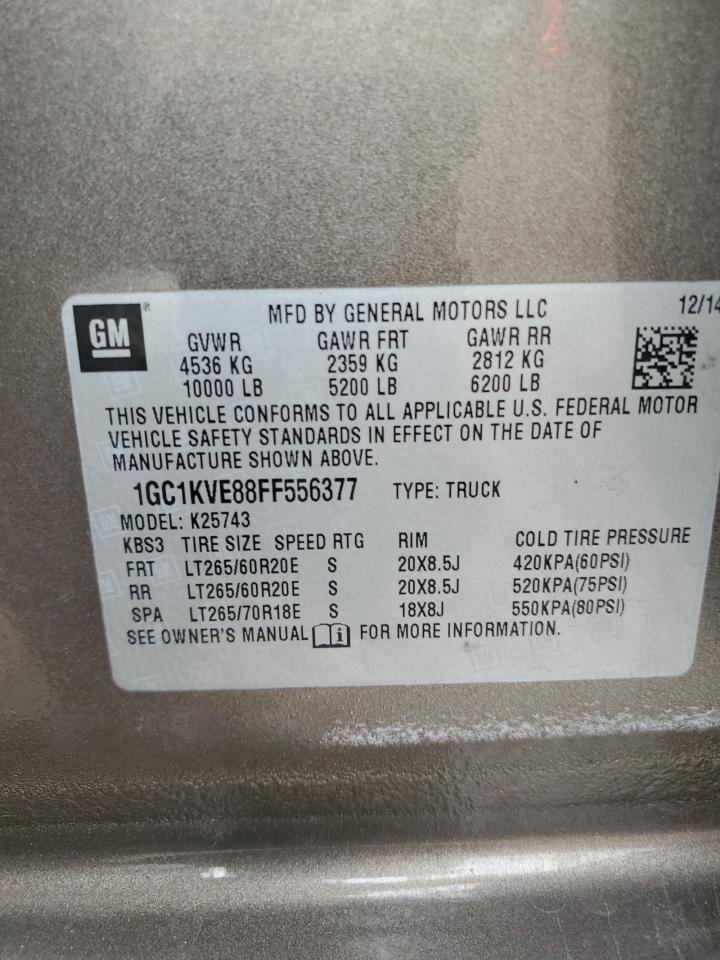 GM® MFD BY GENERAL MOTORS LLC 12/14
GVWR GAWR FRT GAWR RR
4536 KG 2359 KG 2812 KG
10000 LB 5200 LB 6200 LB
THIS VEHICLE CONFORMS TO ALL APPLICABLE U.S. FEDERAL MOTOR
VEHICLE SAFETY STANDARDS IN EFFECT ON THE DATE OF
MANUFACTURE SHOWN ABOVE.
1GC1KVE88FF556377 TYPE: TRUCK
MODEL: K25743
KBS3 TIRE SIZE SPEED RTG RIM COLD TIRE PRESSURE
FRT LT265/60R20E S 20X8.5J 420KPA(60PSI)
RR LT265/60R20E S 20X8.5J 520KPA(75PSI)
SPA LT265/70R18E S 18X8J 550KPA(80PSI)
SEE OWNER'S MANUAL i FOR MORE INFORMATION.